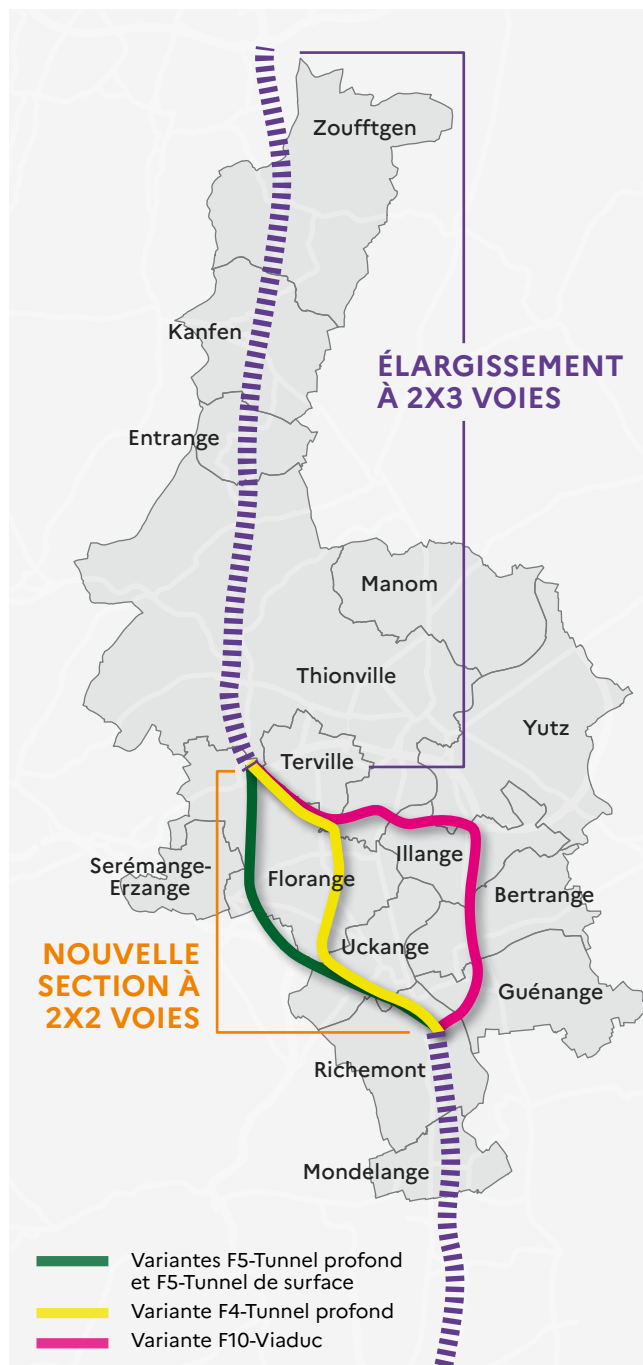 Zoufftgen
Kanfen
ÉLARGISSEMENT
À 2X3 VOIES
Entrange
Manom
Thionville
Yutz
Terville
Illange
Serémange-
Erzange
Florange
Bertrange
Uckange
NOUVELLE
SECTION À
2X2 VOIES
Guénange
Richemont
Mondelange
Variantes F5-Tunnel profond
et F5-Tunnel de surface
Variante F4-Tunnel profond
Variante F10-Viaduc